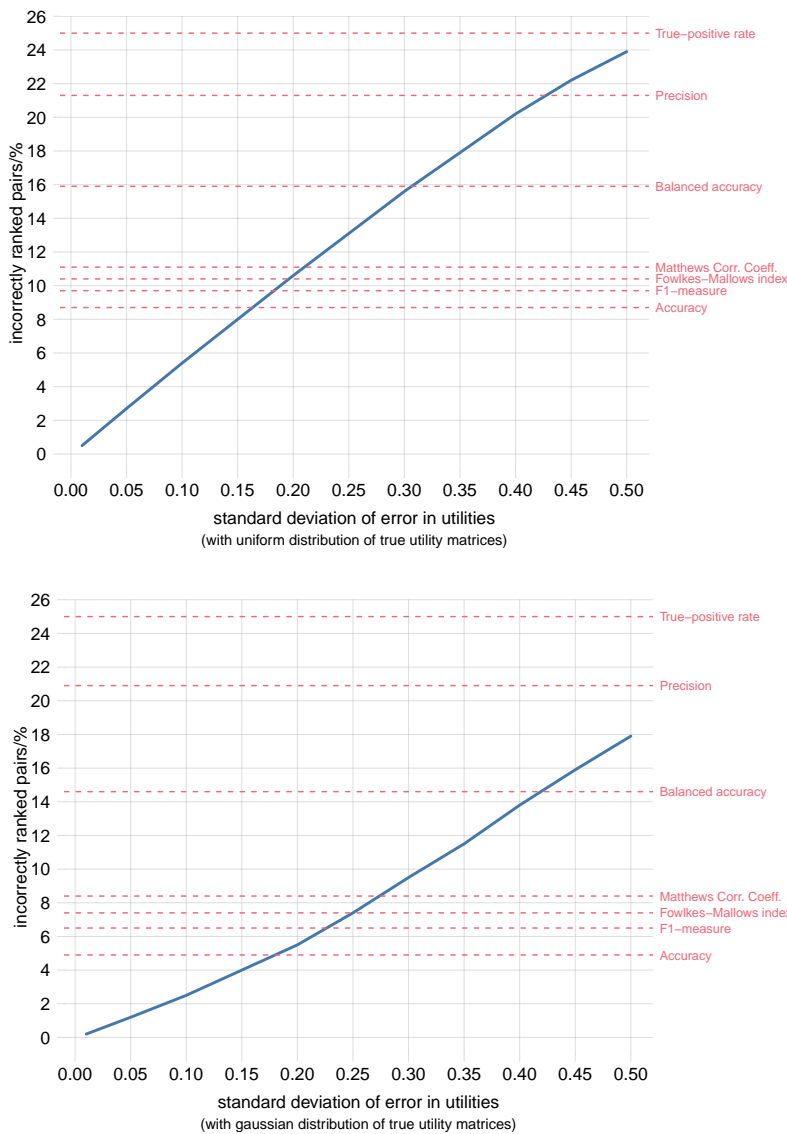 26
24
22
20
18
16
14
12
10
8
6
4
2
0
incorrectly ranked pairs/%
True−positive rate
Precision
Balanced accuracy
Matthews Corr. Coeff.
Fowlkes−Mallows index
F1−measure
Accuracy
0.00 0.05 0.10 0.15 0.20 0.25 0.30 0.35 0.40 0.45 0.50
standard deviation of error in utilities
(with uniform distribution of true utility matrices)
26
24
22
20
18
16
14
12
10
8
6
4
2
0
incorrectly ranked pairs/%
True−positive rate
Precision
Balanced accuracy
Matthews Corr. Coeff.
Fowlkes−Mallows index
F1−measure
Accuracy
0.00 0.05 0.10 0.15 0.20 0.25 0.30 0.35 0.40 0.45 0.50
standard deviation of error in utilities
(with gaussian distribution of true utility matrices)